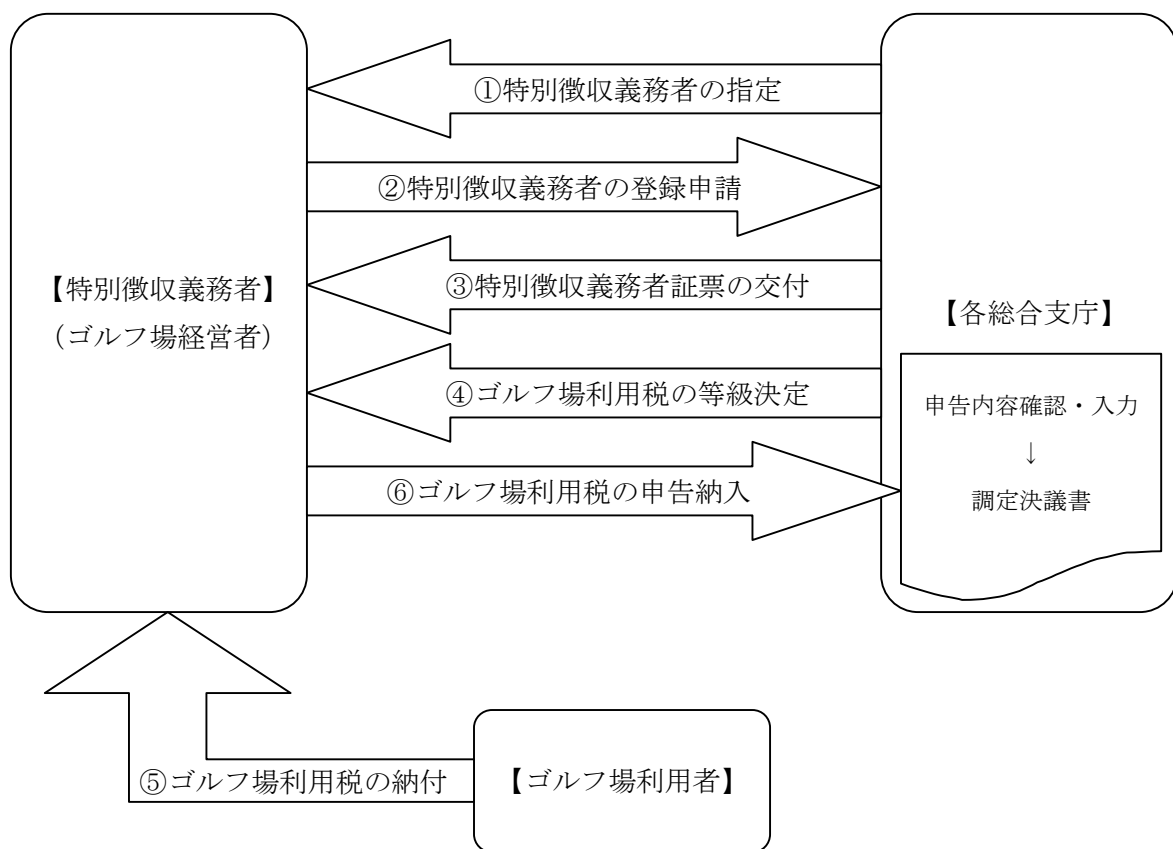 ①特別徴収義務者の指定
②特別徴収義務者の登録申請
③特別徴収義務者証票の交付
④ゴルフ場利用税の等級決定
⑥ゴルフ場利用税の申告納入
【特別徴収義務者】
（ゴルフ場経営者）
【各総合支庁】
申告内容確認・入力
↓
調定決議書
⑤ゴルフ場利用税の納付
【ゴルフ場利用者】